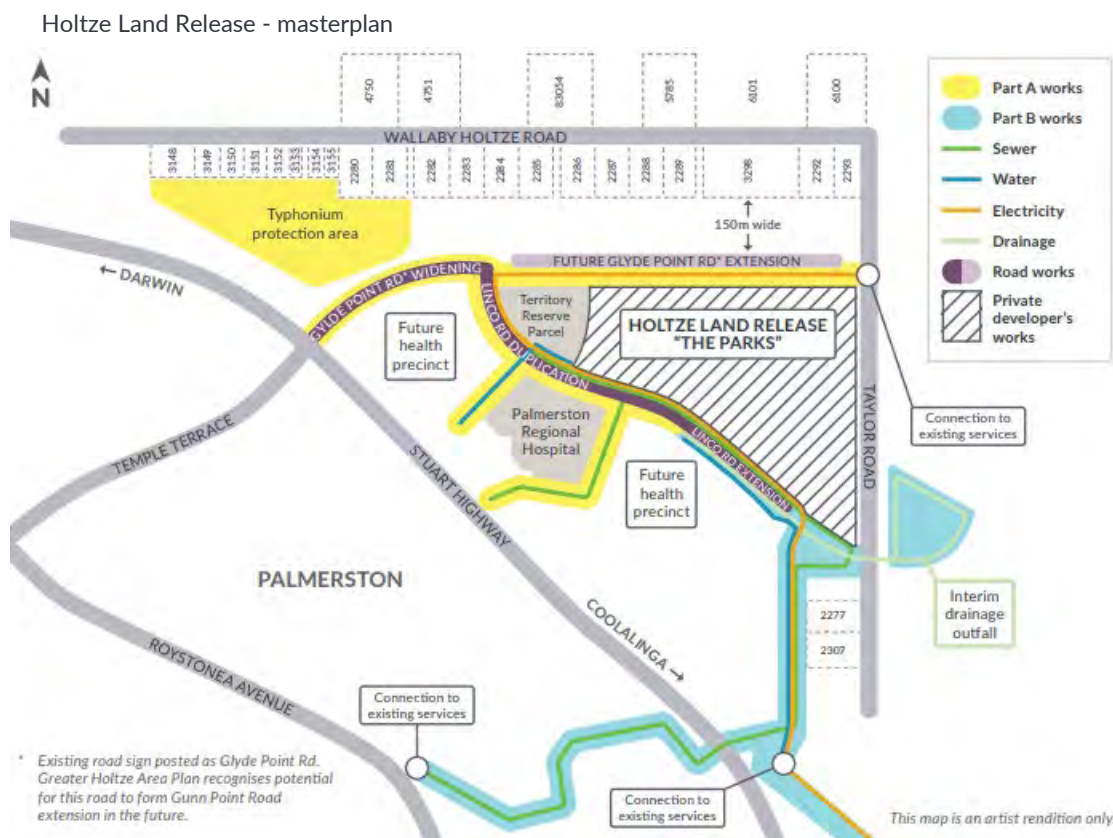 Holtze Land Release - masterplan
N
4750
4751
83054
5785
6101
6100
WALLABY HOLTZE ROAD
3148
3149
3150
3151
3152
3153
3154
3155
2280
2281
2282
2283
2284
2285
2286
2287
2288
2289
3298
2292
2293
Part A works
Part B works
Sewer
Water
Electricity
Drainage
Road works
Private
developer's
works
Typhonium
protection area
150m wide
FUTURE GLYDE POINT RD* EXTENSION
← DARWIN
GLYDE POINT RD* WIDENING
LINCO RD DUPLICATION
Territory
Reserve
Parcel
HOLTZE LAND RELEASE
"THE PARKS"
Future
health
precinct
Palmerston
Regional
Hospital
LINCO RD EXTENSION
TAYLOR ROAD
Connection to
existing services
TEMPLE TERRACE
STUART HIGHWAY
Future
health
precinct
PALMERSTON
COOLALINGA →
Interim
drainage
outfall
2277
2307
ROYSTONEA AVENUE
Connection to
existing services
Connection to
existing services
* Existing road sign posted as Glyde Point Rd.
Greater Holtze Area Plan recognises potential
for this road to form Gunn Point Road
extension in the future.
This map is an artist rendition only